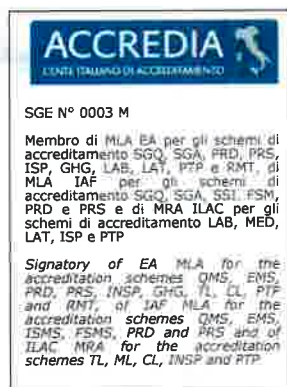 ACCREDIA
L'ENTE ITALIANO DI ACCREDITAMENTO
SGE N° 0003 M
Membro di MLA EA per gli schemi di
accreditamento SGQ, SGA, PRD, PRS,
ISP, GHG, LAB, LAT, PTP e RMT, di
MLA IAF per gli schemi di
accreditamento SGQ, SGA, SSI, FSM,
PRD e PRS e di MRA ILAC per gli
schemi di accreditamento LAB, MED,
LAT, ISP e PTP
Signatory of EA MLA for the
accreditation schemes QMS, EMS,
PRD, PRS, INSP, GHG, TL, CL PTP
and RMT, of IAF MLA for the
accreditation schemes QMS, EMS,
ISMS, FSMS, PRD and PRS and of
ILAC MRA for the accreditation
schemes TL, ML, CL, INSP and PTP